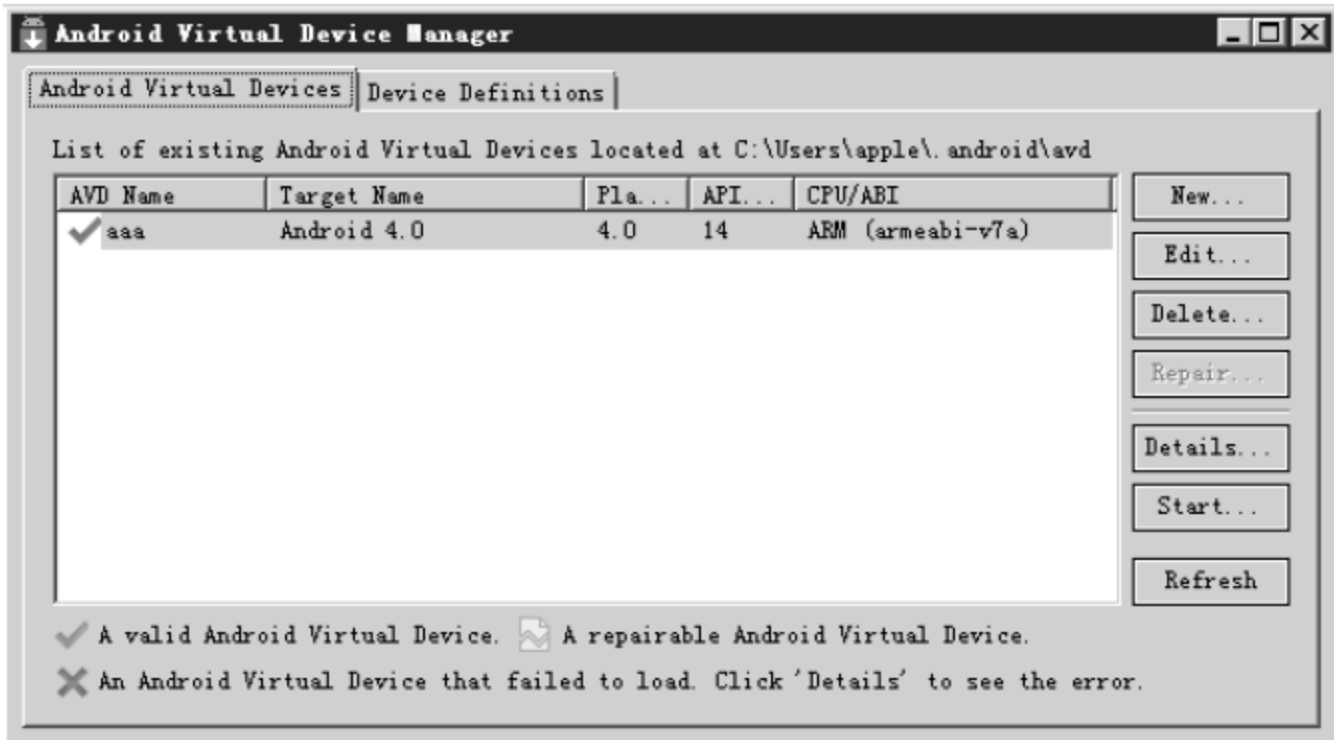 Android Virtual Device Manager
Android Virtual Devices Device Definitions
List of existing Android Virtual Devices located at C:\Users\apple\.android\avd
AVD Name Target Name Pla... API... CPU/ABI
aaa Android 4.0 4.0 14 ARM (armeabi-v7a)
New...
Edit...
Delete...
Repair...
Details...
Start...
Refresh
A valid Android Virtual Device. A repairable Android Virtual Device.
An Android Virtual Device that failed to load. Click 'Details' to see the error.